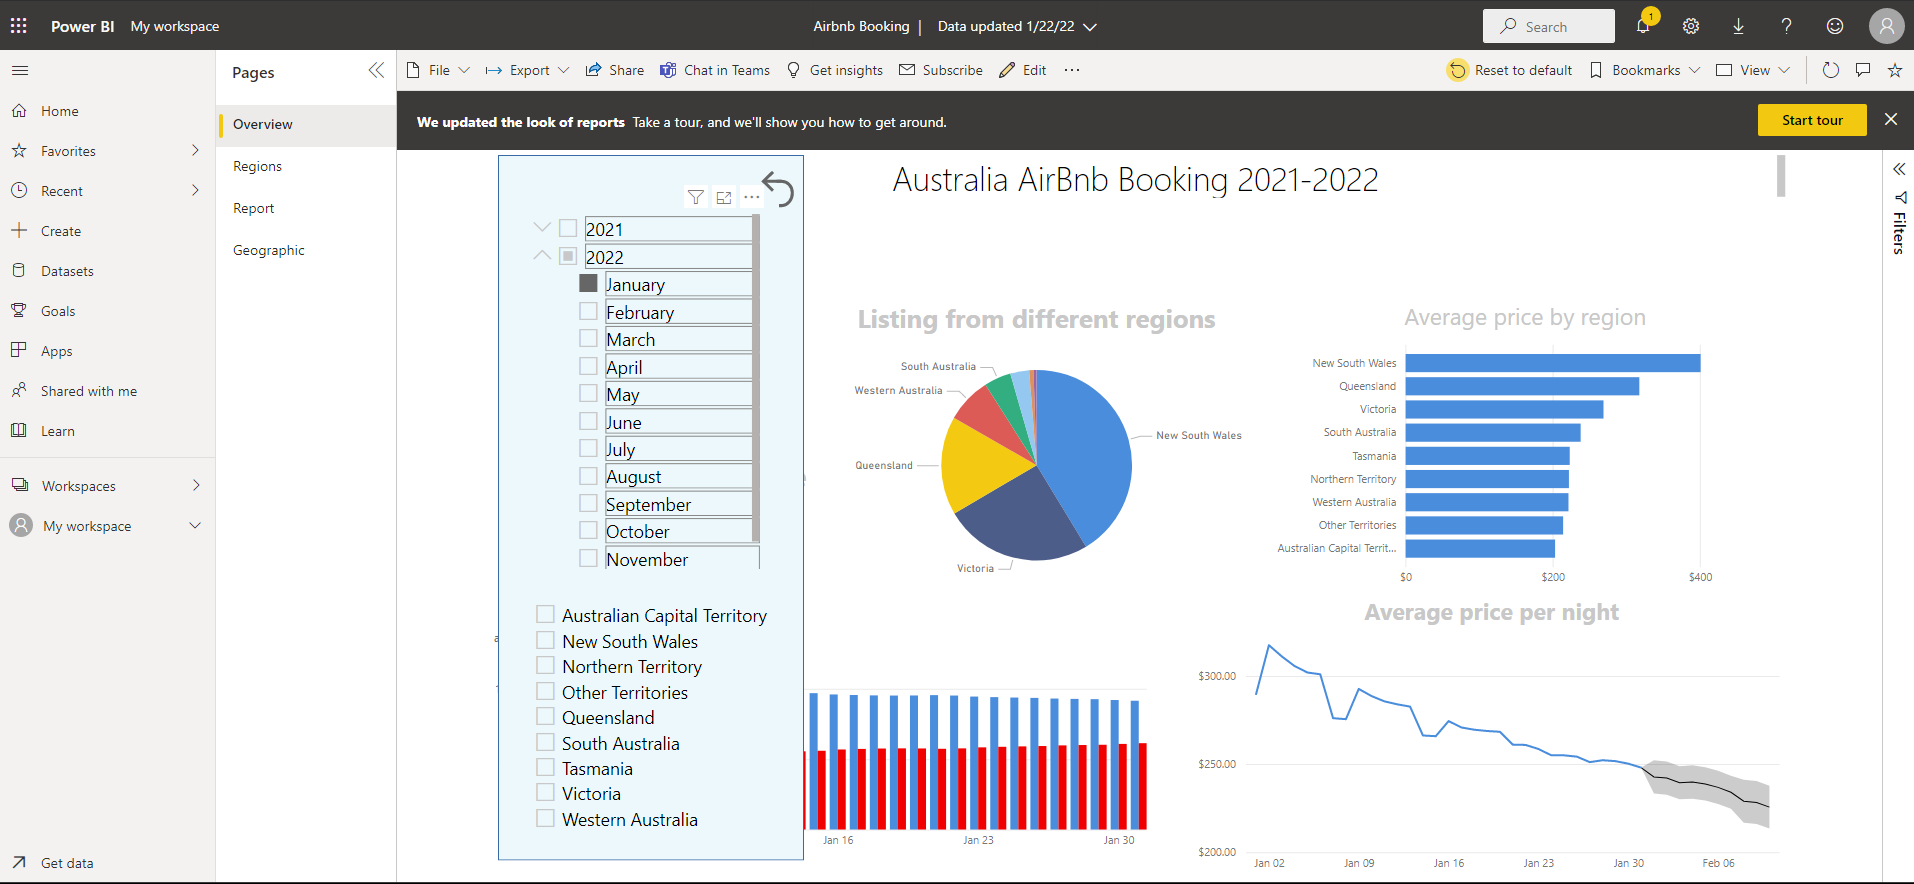 Power BI My workspace
Airbnb Booking | Data updated 1/22/22
Search
1
Pages
File Export Share Chat in Teams Get insights Subscribe Edit ...
Reset to default Bookmarks View
Home
Favorites
Recent
Create
Datasets
Goals
Apps
Shared with me
Learn
Workspaces
My workspace
Get data
Overview
Regions
Report
Geographic
We updated the look of reports Take a tour, and we'll show you how to get around.
Start tour
Filters
Australia AirBnb Booking 2021-2022
2021
2022
January
February
March
April
May
June
July
August
September
October
November
Australian Capital Territory
New South Wales
Northern Territory
Other Territories
Queensland
South Australia
Tasmania
Victoria
Western Australia
Listing from different regions
South Australia
Western Australia
New South Wales
Queensland
Victoria
Average price by region
New South Wales
Queensland
Victoria
South Australia
Tasmania
Northern Territory
Western Australia
Other Territories
Australian Capital Territ...
$0 $200 $400
Jan 16 Jan 23 Jan 30
Average price per night
$300.00
$250.00
$200.00
Jan 02 Jan 09 Jan 16 Jan 23 Jan 30 Feb 06